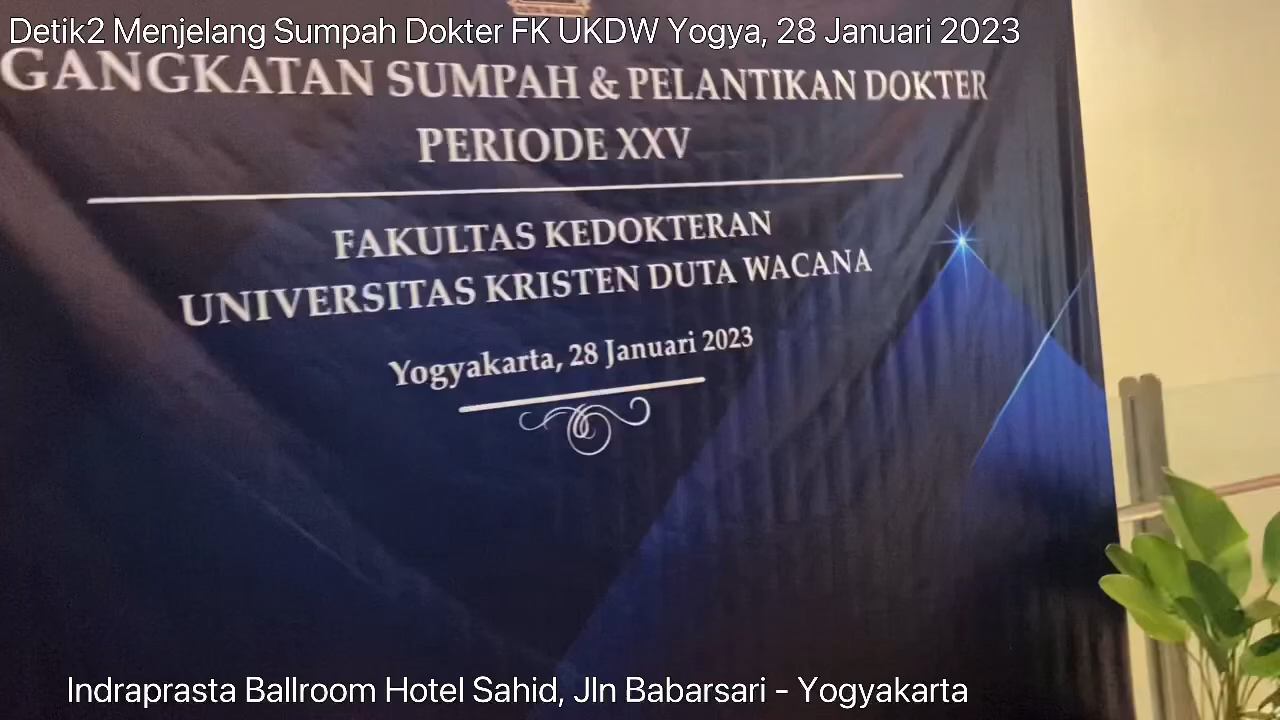 Detik2 Menjelang Sumpah Dokter FK UKDW Yogya, 28 Januari 2023
GANGKATAN SUMPAH & PELANTIKAN DOKTER
PERIODE XXV
FAKULTAS KEDOKTERAN
UNIVERSITAS KRISTEN DUTA WACANA
Yogyakarta, 28 Januari 2023
Indraprasta Ballroom Hotel Sahid, Jln Babarsari - Yogyakarta